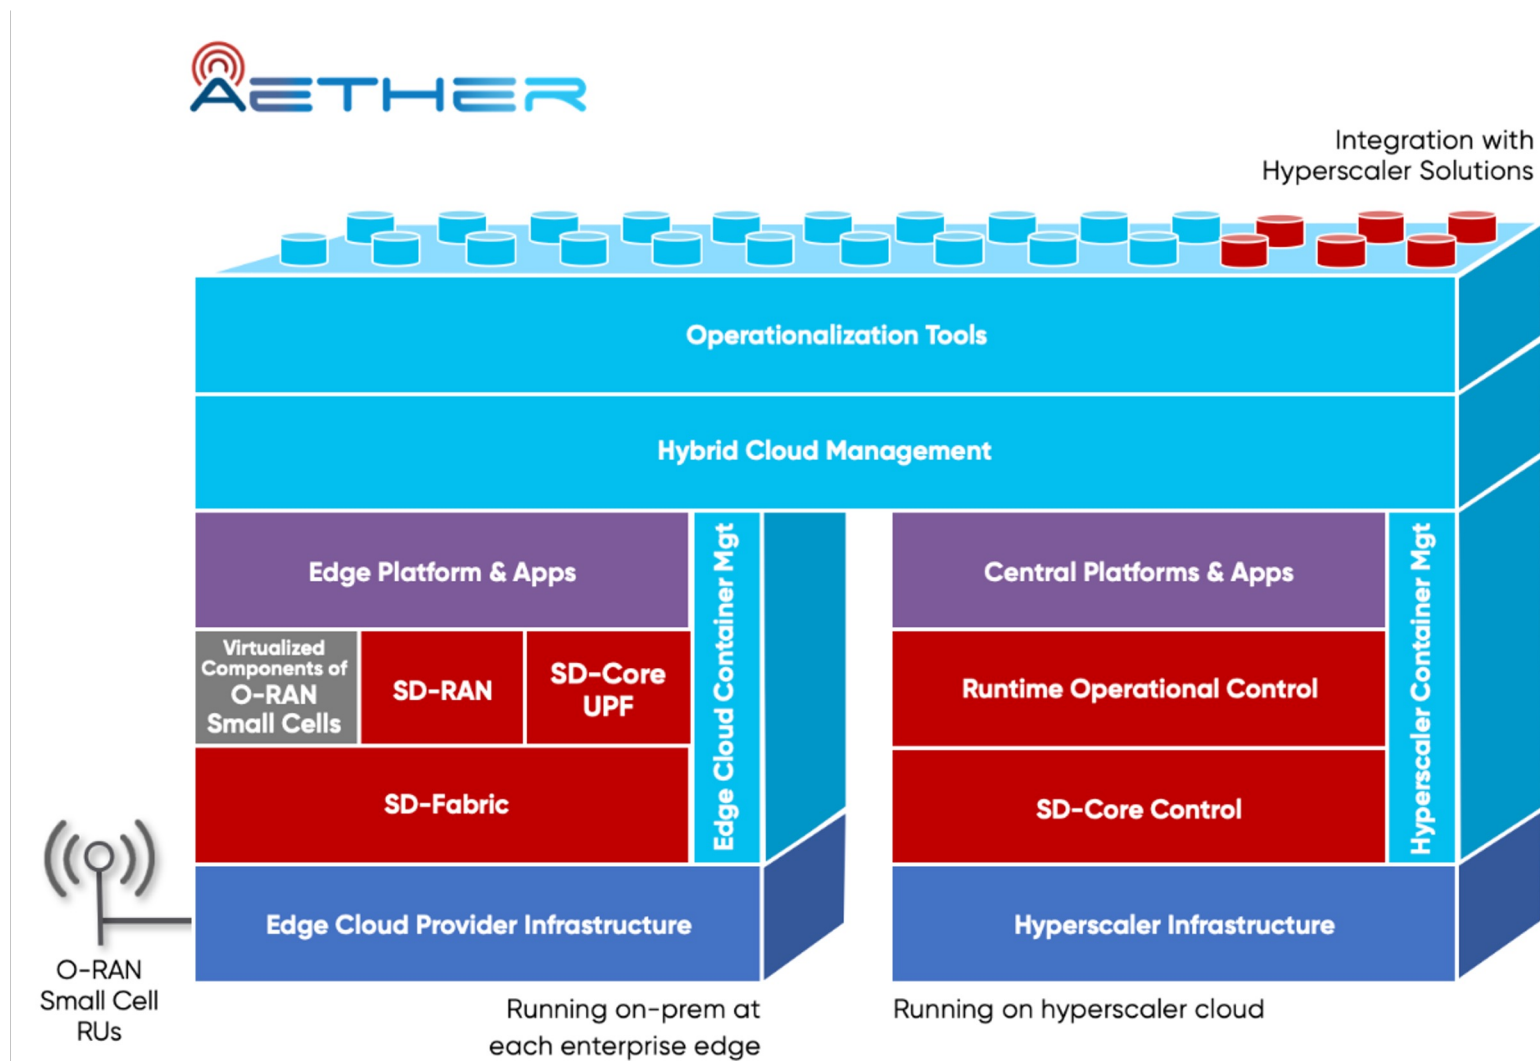 AETHER
Integration with
Hyperscaler Solutions
Operationalization Tools
Hybrid Cloud Management
Edge Platform & Apps
Virtualized
Components of
O-RAN
Small Cells
SD-RAN
SD-Core
UPF
SD-Fabric
Edge Cloud Container Mgt
Edge Cloud Provider Infrastructure
Central Platforms & Apps
Runtime Operational Control
SD-Core Control
Hyperscaler Container Mgt
Hyperscaler Infrastructure
O-RAN
Small Cell
RUs
Running on-prem at
each enterprise edge
Running on hyperscaler cloud